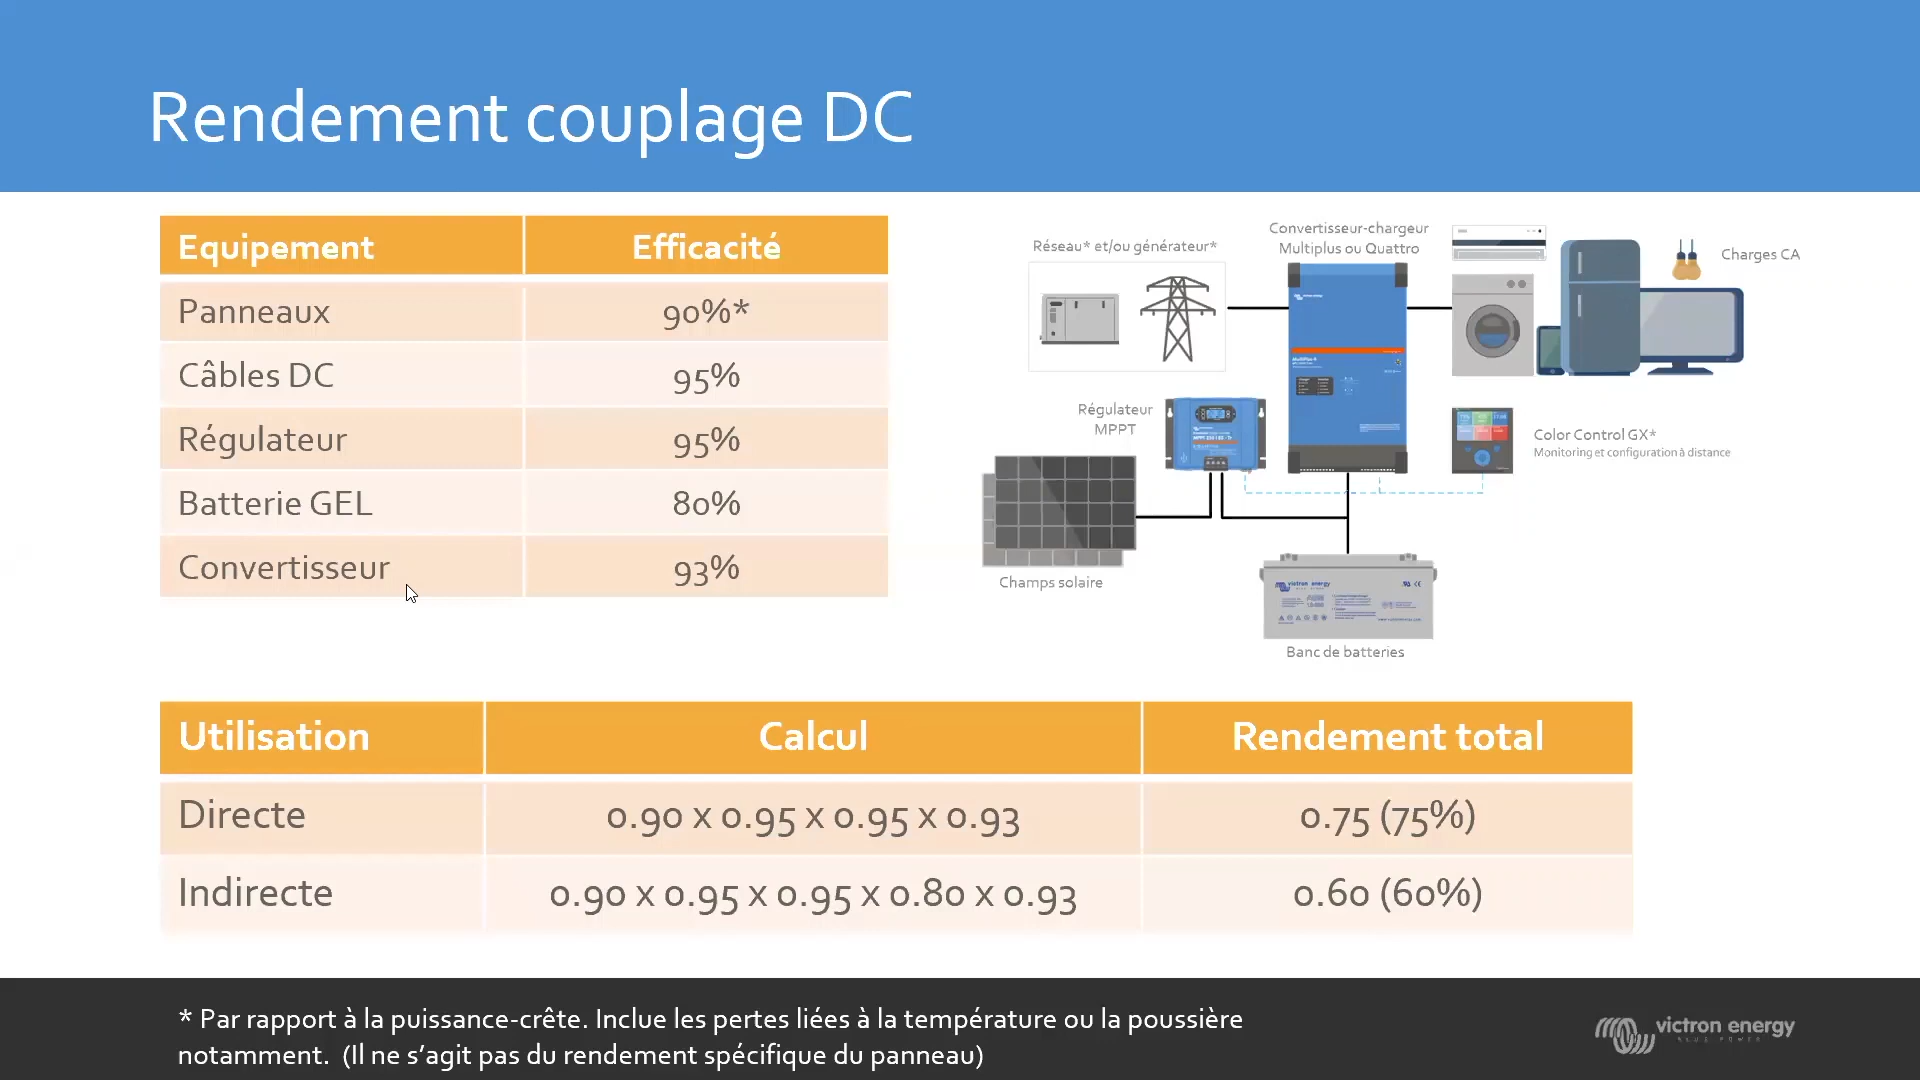 Rendement couplage DC
Equipement Efficacité
Panneaux 90%*
Câbles DC 95%
Régulateur 95%
Batterie GEL 80%
Convertisseur 93%
Réseau* et/ou générateur*
Convertisseur-chargeur
Multiplus ou Quattro
Charges CA
Régulateur
MPPT
Color Control GX*
Monitoring et configuration à distance
Champs solaire
victron energy
Banc de batteries
Utilisation Calcul Rendement total
Directe 0.90 x 0.95 x 0.95 x 0.93 0.75 (75%)
Indirecte 0.90 x 0.95 x 0.95 x 0.80 x 0.93 0.60 (60%)
* Par rapport à la puissance-crête. Inclue les pertes liées à la température ou la poussière
notamment. (Il ne s’agit pas du rendement spécifique du panneau)
victron energy
BLUE POWER